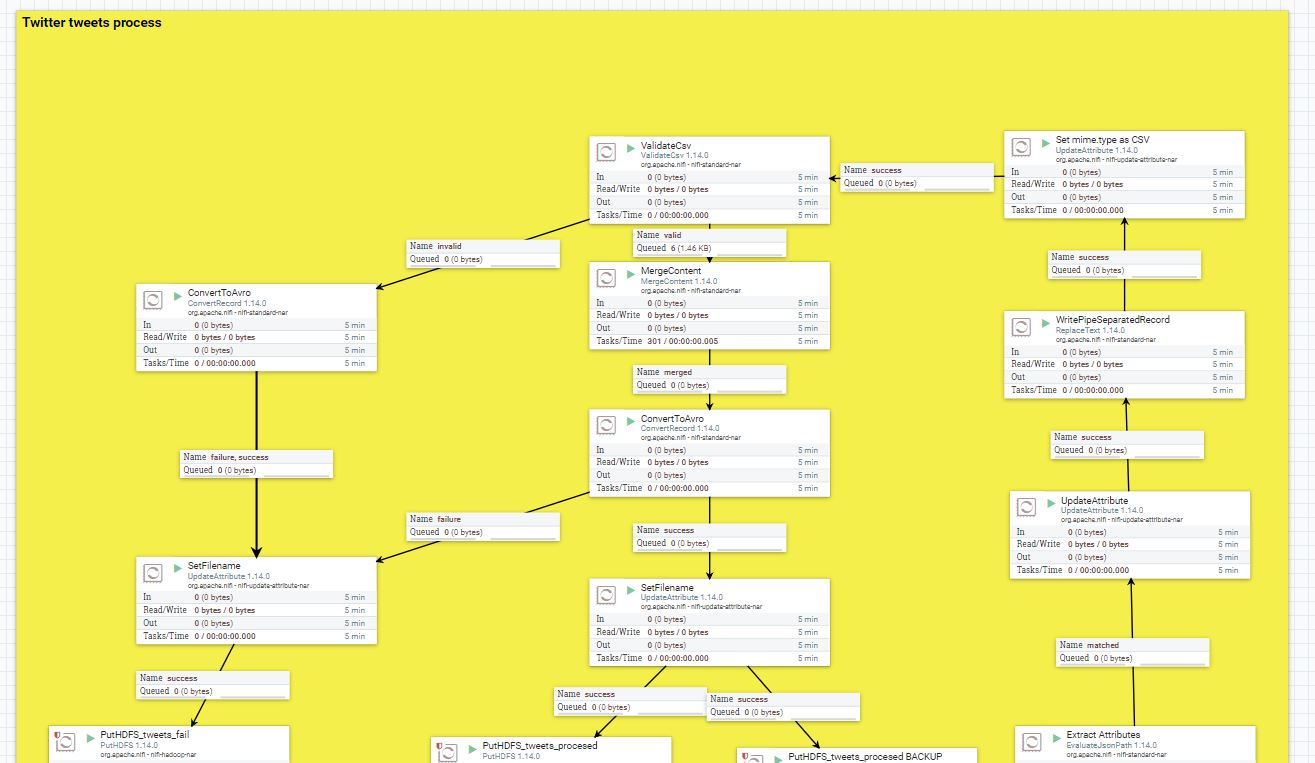 Twitter tweets process
ValidateCsv
ValidateCsv 1.14.0
org.apache.nifi - nifi-standard-nar
In 0 (0 bytes) 5 min
Read/Write 0 bytes / 0 bytes 5 min
Out 0 (0 bytes) 5 min
Tasks/Time 0 / 00:00:00.000 5 min
Name success
Queued 0 (0 bytes)
Set mime.type as CSV
UpdateAttribute 1.14.0
org.apache.nifi - nifi-update-attribute-nar
In 0 (0 bytes) 5 min
Read/Write 0 bytes / 0 bytes 5 min
Out 0 (0 bytes) 5 min
Tasks/Time 0 / 00:00:00.000 5 min
Name invalid
Queued 0 (0 bytes)
Name valid
Queued 6 (1.46 KB)
Name success
Queued 0 (0 bytes)
ConvertToAvro
ConvertRecord 1.14.0
org.apache.nifi - nifi-standard-nar
In 0 (0 bytes) 5 min
Read/Write 0 bytes / 0 bytes 5 min
Out 0 (0 bytes) 5 min
Tasks/Time 0 / 00:00:00.000 5 min
MergeContent
MergeContent 1.14.0
org.apache.nifi - nifi-standard-nar
In 0 (0 bytes) 5 min
Read/Write 0 bytes / 0 bytes 5 min
Out 0 (0 bytes) 5 min
Tasks/Time 301 / 00:00:00.005 5 min
WritePipeSeparatedRecord
ReplaceText 1.14.0
org.apache.nifi - nifi-standard-nar
In 0 (0 bytes) 5 min
Read/Write 0 bytes / 0 bytes 5 min
Out 0 (0 bytes) 5 min
Tasks/Time 0 / 00:00:00.000 5 min
Name merged
Queued 0 (0 bytes)
ConvertToAvro
ConvertRecord 1.14.0
org.apache.nifi - nifi-standard-nar
In 0 (0 bytes) 5 min
Read/Write 0 bytes / 0 bytes 5 min
Out 0 (0 bytes) 5 min
Tasks/Time 0 / 00:00:00.000 5 min
Name success
Queued 0 (0 bytes)
Name failure, success
Queued 0 (0 bytes)
Name failure
Queued 0 (0 bytes)
Name success
Queued 0 (0 bytes)
UpdateAttribute
UpdateAttribute 1.14.0
org.apache.nifi - nifi-update-attribute-nar
In 0 (0 bytes) 5 min
Read/Write 0 bytes / 0 bytes 5 min
Out 0 (0 bytes) 5 min
Tasks/Time 0 / 00:00:00.000 5 min
SetFilename
UpdateAttribute 1.14.0
org.apache.nifi - nifi-update-attribute-nar
In 0 (0 bytes) 5 min
Read/Write 0 bytes / 0 bytes 5 min
Out 0 (0 bytes) 5 min
Tasks/Time 0 / 00:00:00.000 5 min
SetFilename
UpdateAttribute 1.14.0
org.apache.nifi - nifi-update-attribute-nar
In 0 (0 bytes) 5 min
Read/Write 0 bytes / 0 bytes 5 min
Out 0 (0 bytes) 5 min
Tasks/Time 0 / 00:00:00.000 5 min
Name matched
Queued 0 (0 bytes)
Name success
Queued 0 (0 bytes)
Name success
Queued 0 (0 bytes)
Name success
Queued 0 (0 bytes)
PutHDFS_tweets_fail
PutHDFS 1.14.0
org.apache.nifi - nifi-hadoop-nar
PutHDFS_tweets_procesed
PutHDFS 1.14.0
PutHDFS_tweets_procesed BACKUP
Extract Attributes
EvaluateJsonPath 1.14.0
org.apache.nifi - nifi-standard-nar